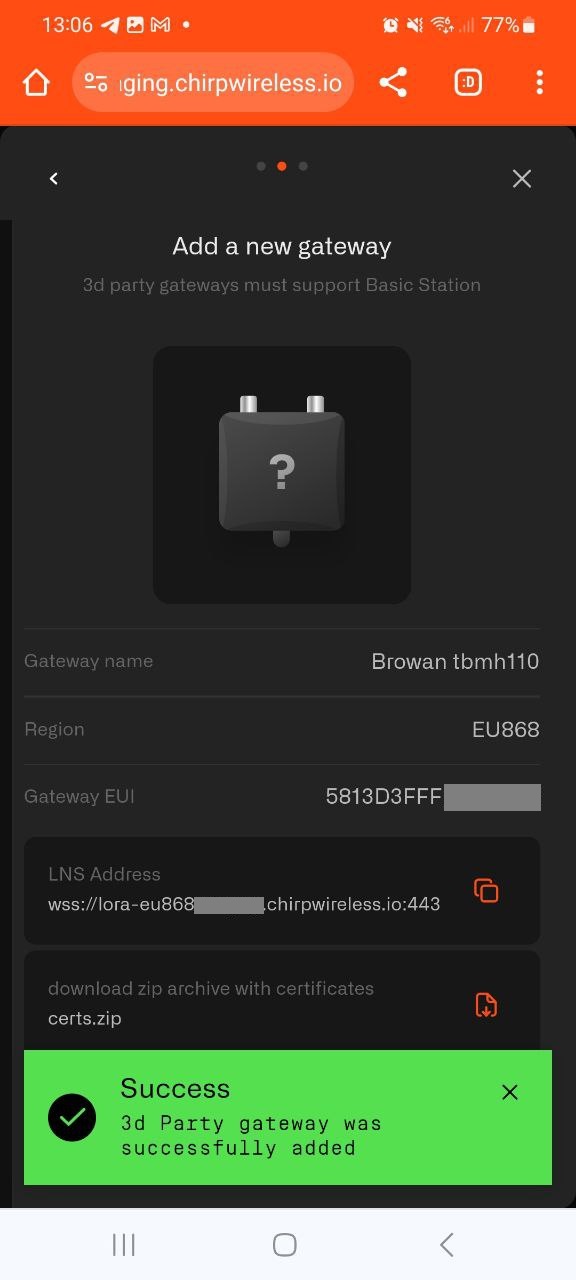 13:06 77%
ıging.chirpwireless.io :D
Add a new gateway
3d party gateways must support Basic Station
?
Gateway name Browan tbmh110
Region EU868
Gateway EUI 5813D3FFF
LNS Address
wss://lora-eu868 .chirpwireless.io:443
download zip archive with certificates
certs.zip
Success
3d Party gateway was
successfully added